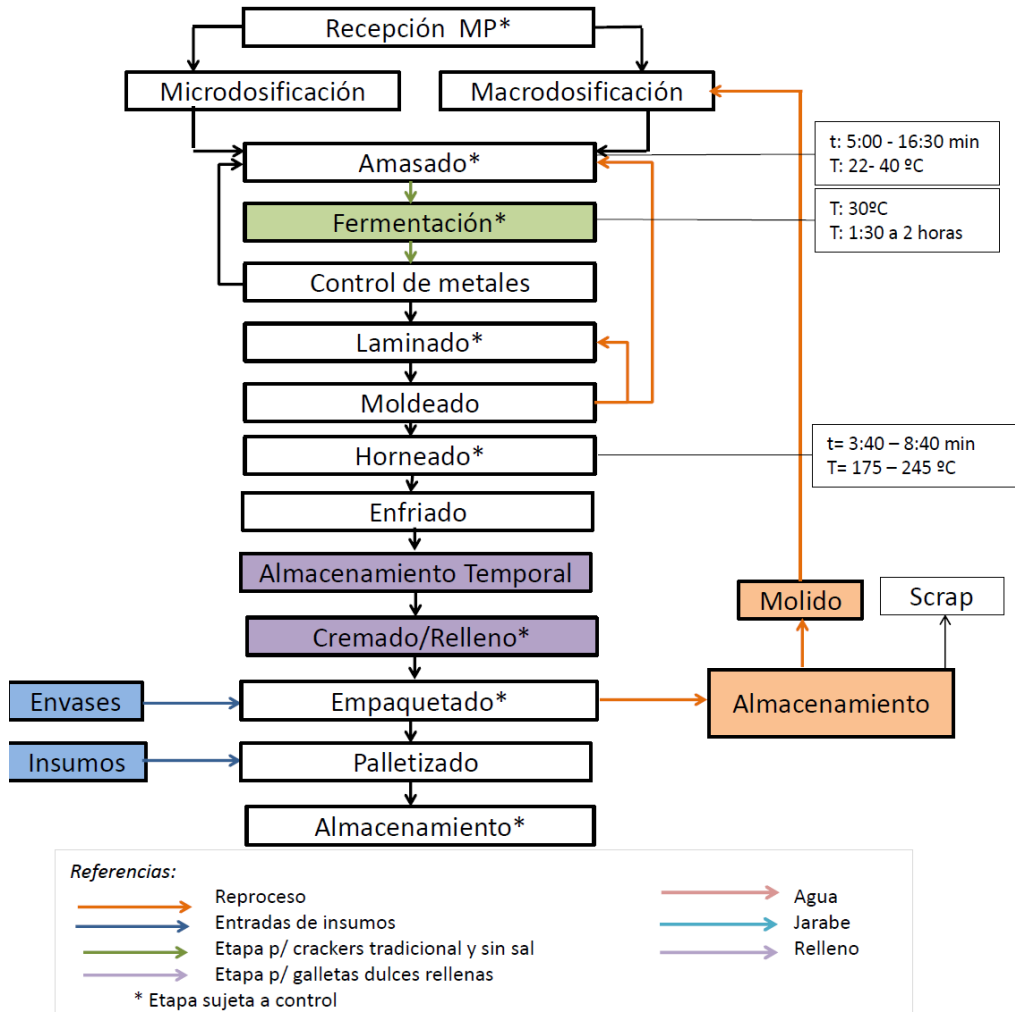 Recepción MP*
Microdosificación
Macrodosificación
Amasado*
t: 5:00 - 16:30 min
T: 22- 40 ºC
Fermentación*
T: 30ºC
T: 1:30 a 2 horas
Control de metales
Laminado*
Moldeado
Horneado*
t= 3:40 – 8:40 min
T= 175 – 245 ºC
Enfriado
Almacenamiento Temporal
Molido
Scrap
Cremado/Relleno*
Envases
Empaquetado*
Almacenamiento
Insumos
Palletizado
Almacenamiento*
Referencias:
Reproceso
Entradas de insumos
Etapa p/ crackers tradicional y sin sal
Etapa p/ galletas dulces rellenas
* Etapa sujeta a control
Agua
Jarabe
Relleno